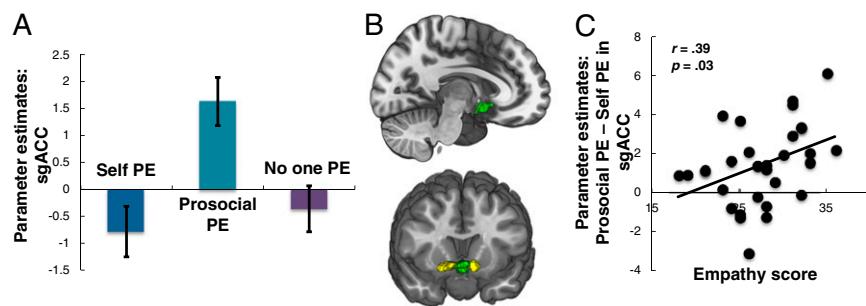 A
Parameter estimates:
sgACC
2.5
2
1.5
1
0.5
0
-0.5
-1
-1.5
Self PE
Prosocial
PE
No one PE
B
C
Parameter estimates:
Prosocial PE – Self PE in
sgACC
8
6
4
2
0
-2
-4
r = .39
p = .03
15
25
35
Empathy score